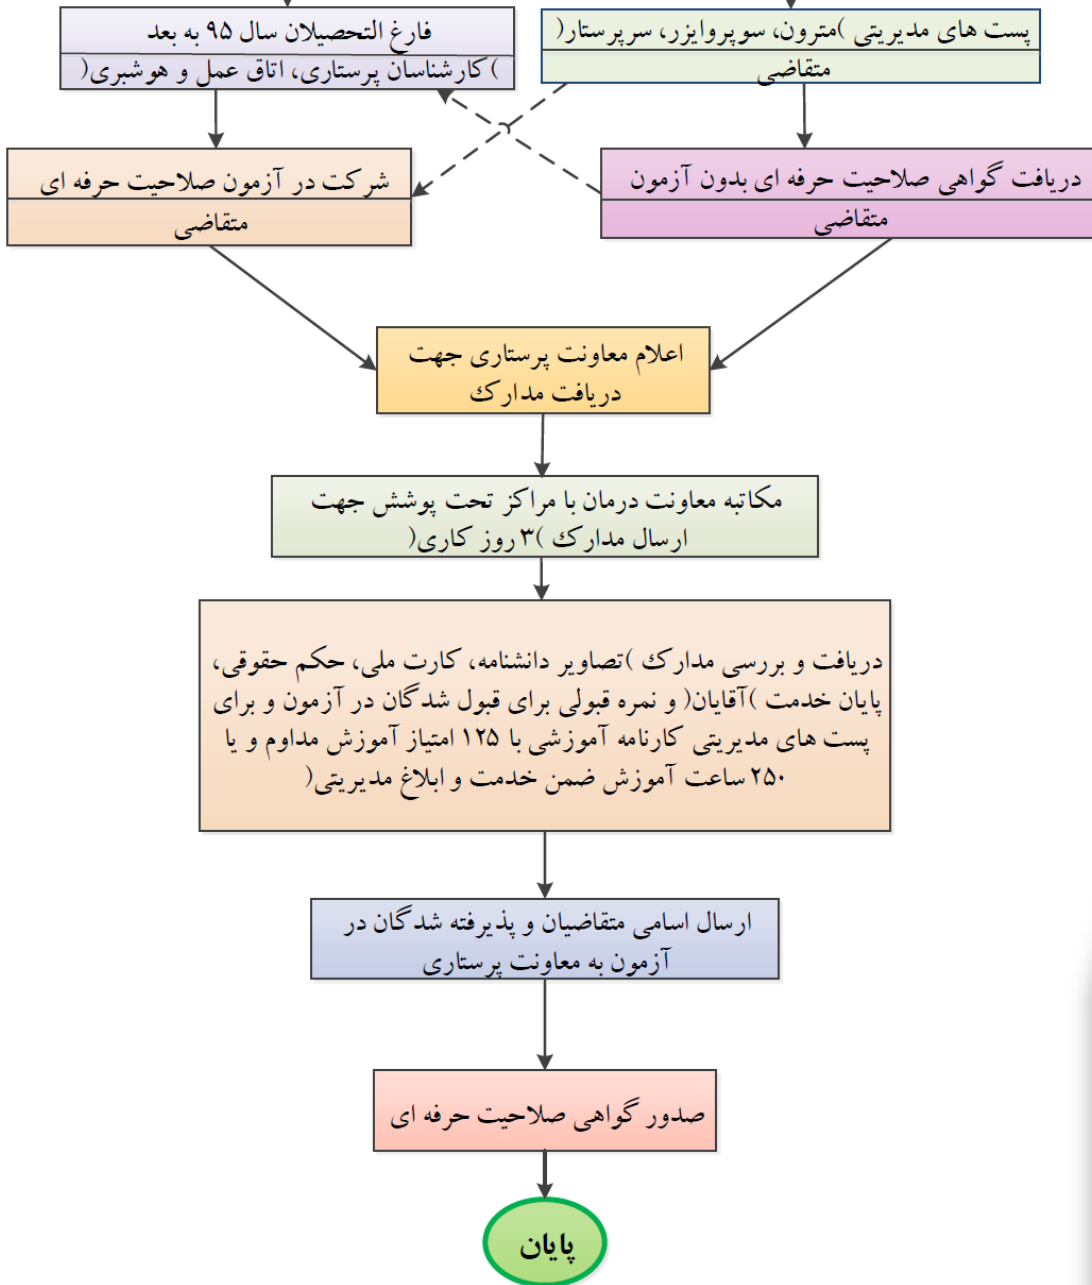 پست های مدیریتی )مترون، سوپروایزر، سرپرستار(
متقاضی
فارغ التحصیلان سال ۹۵ به بعد
)کارشناسان پرستاری، اتاق عمل و هوشبری(
دریافت گواهی صلاحیت حرفه ای بدون آزمون
متقاضی
شرکت در آزمون صلاحیت حرفه ای
متقاضی
اعلام معاونت پرستاری جهت
دریافت مدارک
مکاتبه معاونت درمان با مراکز تحت پوشش جهت
ارسال مدارک )۳ روز کاری(
دریافت و بررسی مدارک )تصاویر دانشنامه، کارت ملی، حکم حقوقی،
پایان خدمت )آقایان( و نمره قبولی برای قبول شدگان در آزمون و برای
پست های مدیریتی کارنامه آموزشی با ۱۲۵ امتیاز آموزش مداوم و یا
۲۵۰ ساعت آموزش ضمن خدمت و ابلاغ مدیریتی(
ارسال اسامی متقاضیان و پذیرفته شدگان در
آزمون به معاونت پرستاری
صدور گواهی صلاحیت حرفه ای
پایان